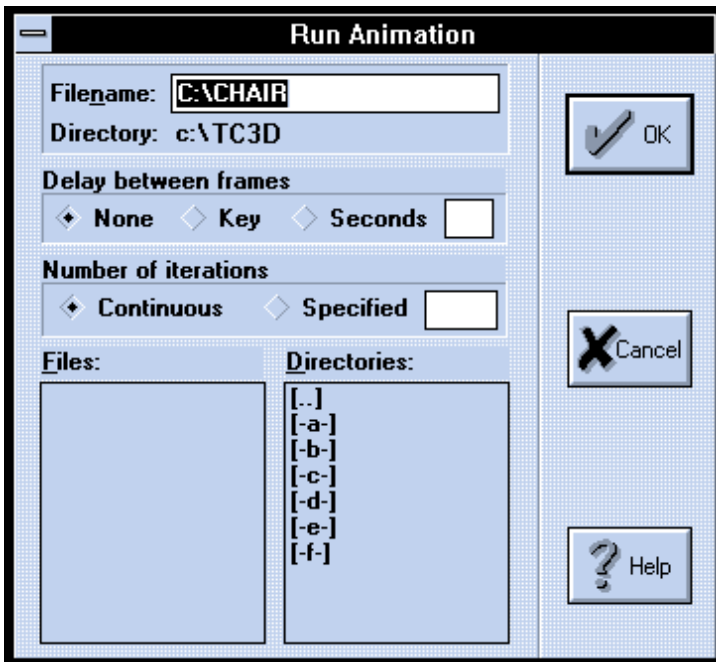 Run Animation
Filename: C:\CHAIR
Directory: c:\TC3D
OK
Delay between frames
None Key Seconds
Number of iterations
Continuous Specified
Cancel
Files: Directories:
[..]
[-a-]
[-b-]
[-c-]
[-d-]
[-e-]
[-f-]
Help